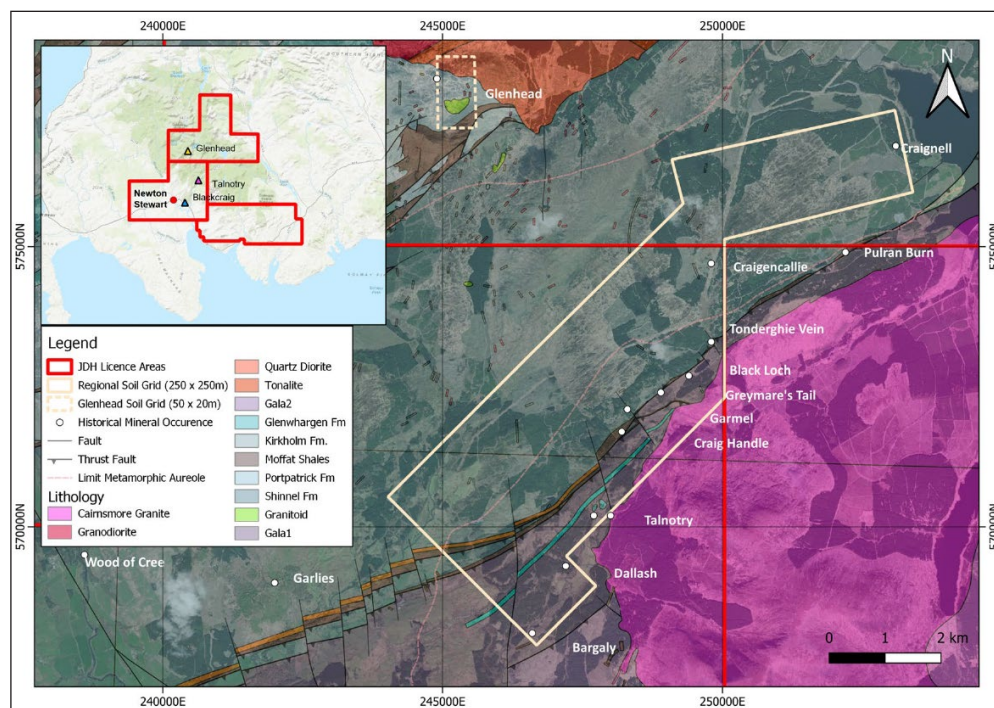 240000E
245000E
250000E
Glenhead
Talnotry
Newton
Stewart
Blackcraig
N
Glenhead
Craignell
575000N
575000N
Pulran Burn
Craigencallie
Tonderghie Vein
Black Loch
Greymare's Tail
Garmel
Craig Handle
Talnotry
Dallash
Bargaly
Wood of Cree
Garlies
570000N
570000N
Legend
JDH Licence Areas
Regional Soil Grid (250 x 250m)
Glenhead Soil Grid (50 x 20m)
Historical Mineral Occurence
Fault
Thrust Fault
Limit Metamorphic Aureole
Lithology
Cairnsmore Granite
Granodiorite
Quartz Diorite
Tonalite
Gala2
Glenwhargen Fm
Kirkholm Fm.
Moffat Shales
Portpatrick Fm
Shinnel Fm
Granitoid
Gala1
0 1 2 km
240000E
245000E
250000E